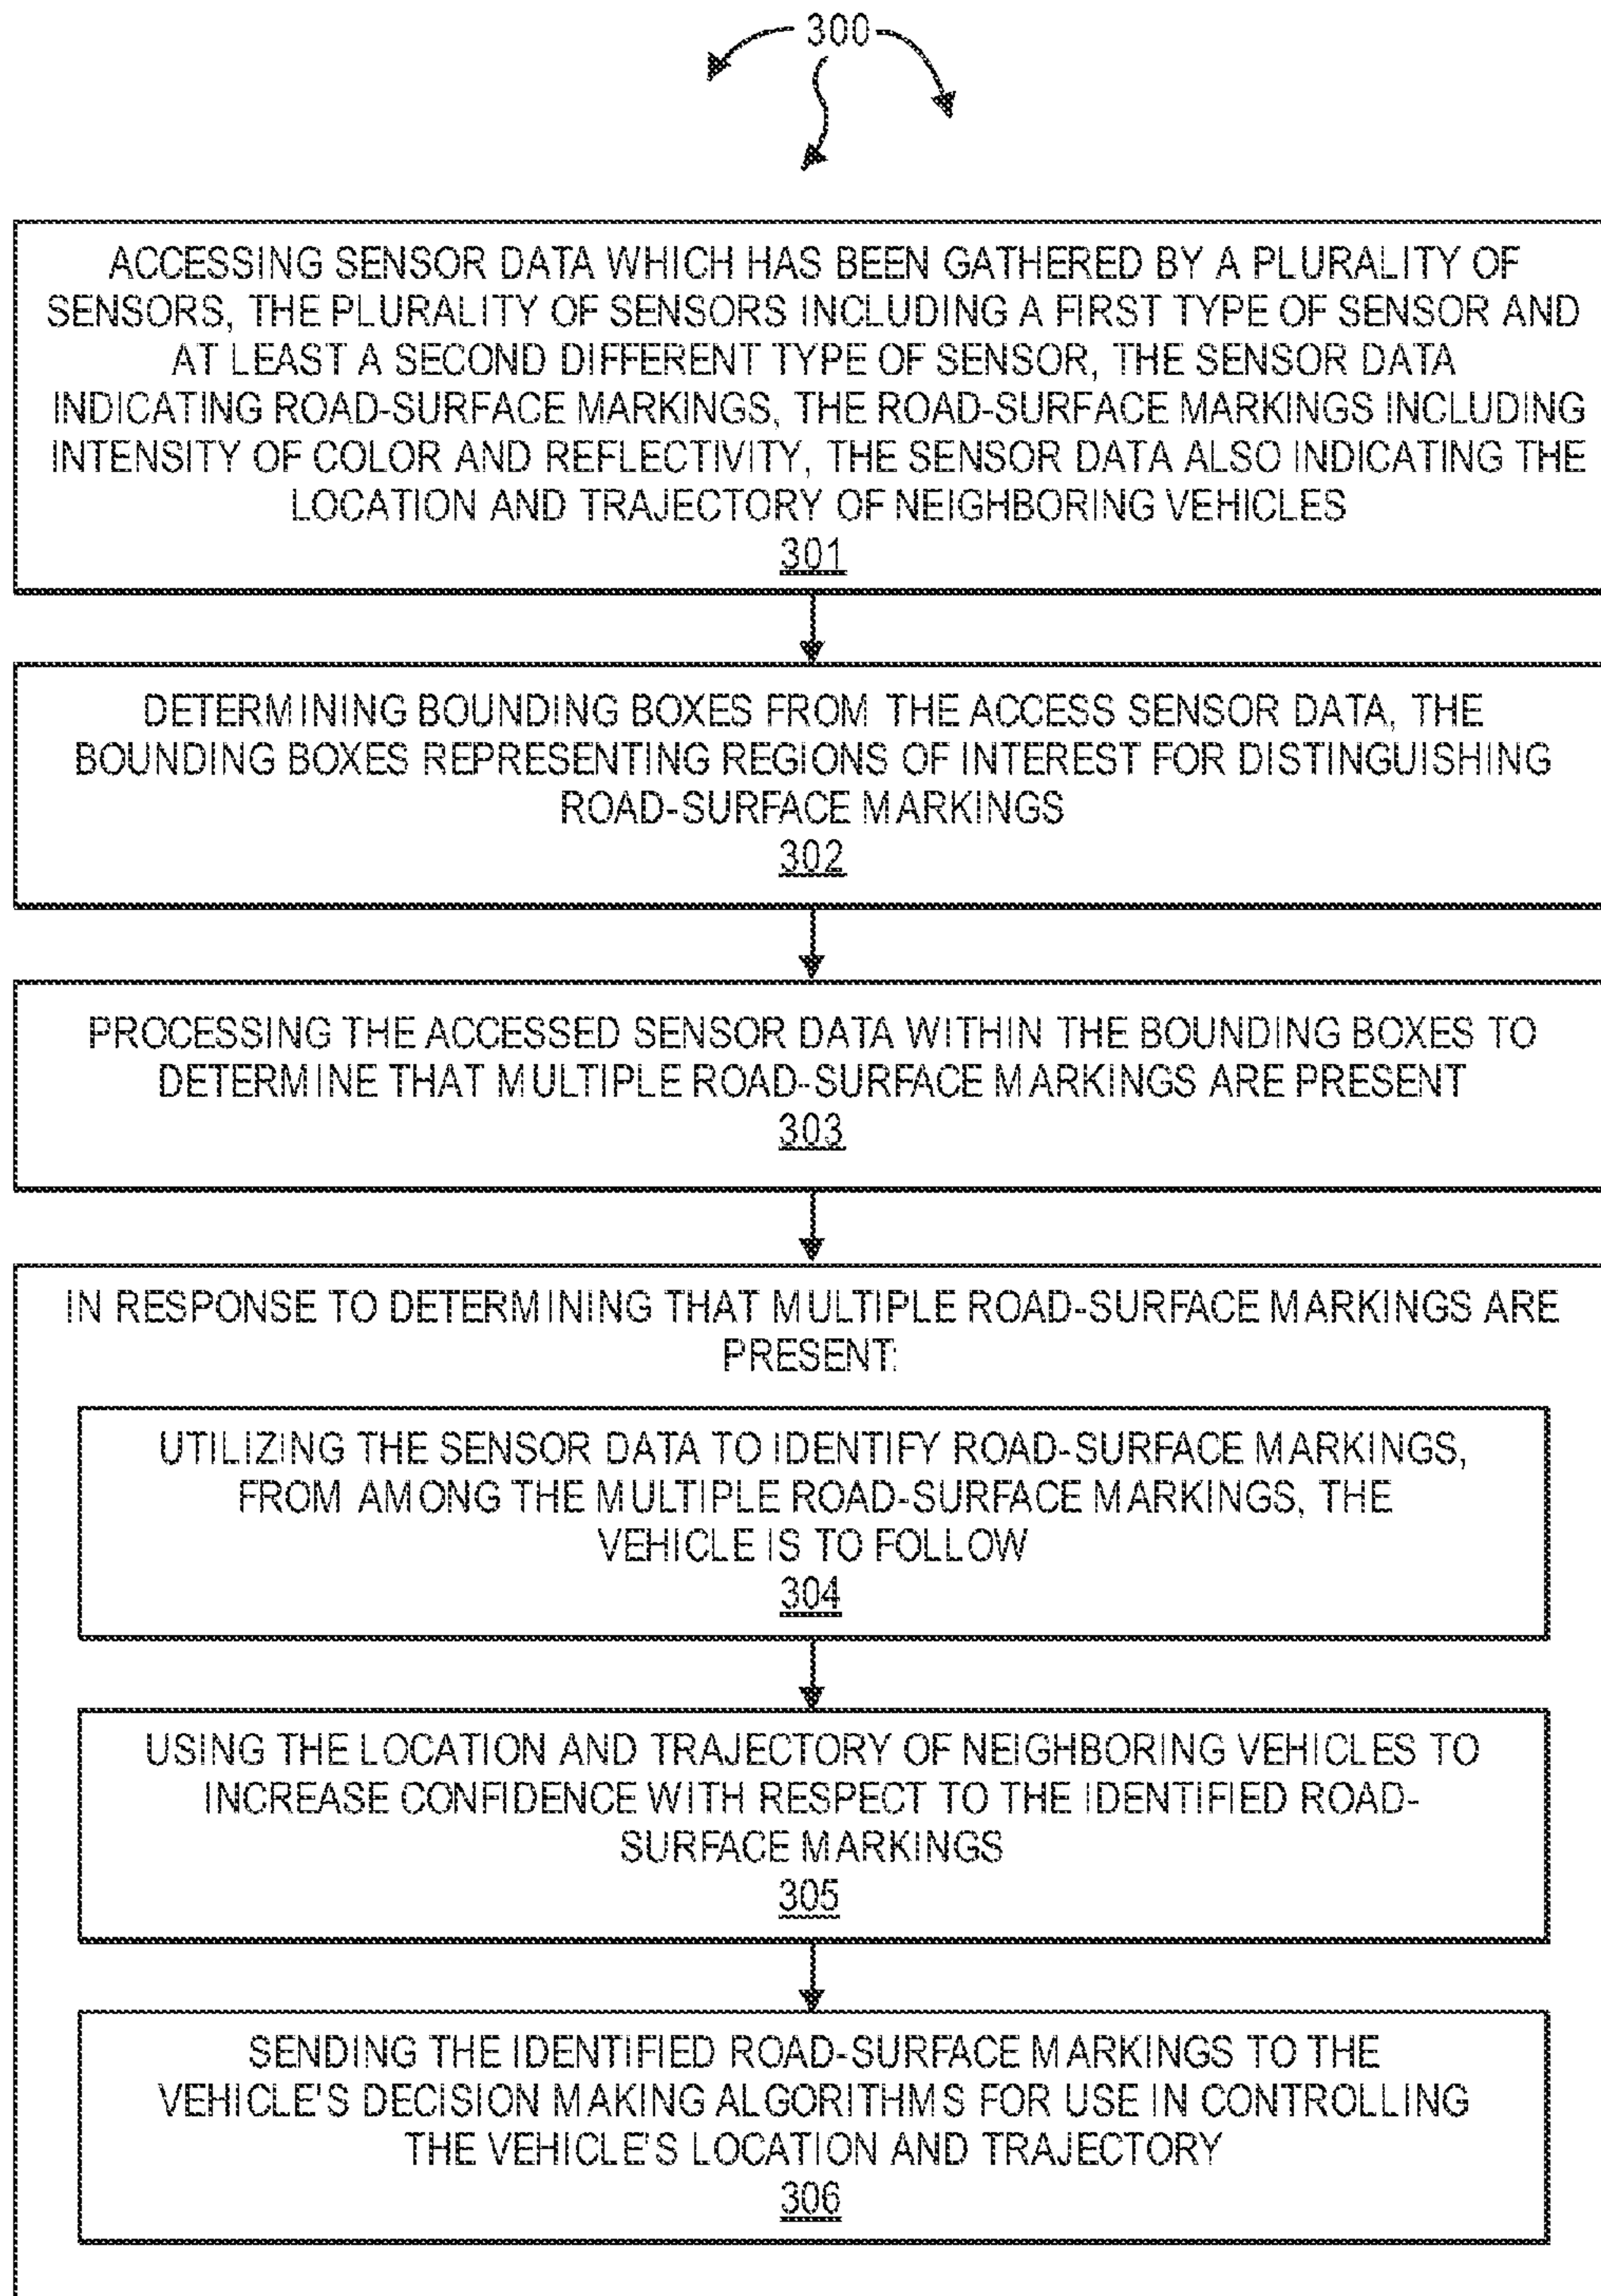 300
ACCESSING SENSOR DATA WHICH HAS BEEN GATHERED BY A PLURALITY OF
SENSORS, THE PLURALITY OF SENSORS INCLUDING A FIRST TYPE OF SENSOR AND
AT LEAST A SECOND DIFFERENT TYPE OF SENSOR, THE SENSOR DATA
INDICATING ROAD-SURFACE MARKINGS, THE ROAD-SURFACE MARKINGS INCLUDING
INTENSITY OF COLOR AND REFLECTIVITY, THE SENSOR DATA ALSO INDICATING THE
LOCATION AND TRAJECTORY OF NEIGHBORING VEHICLES
301
DETERMINING BOUNDING BOXES FROM THE ACCESS SENSOR DATA, THE
BOUNDING BOXES REPRESENTING REGIONS OF INTEREST FOR DISTINGUISHING
ROAD-SURFACE MARKINGS
302
PROCESSING THE ACCESSED SENSOR DATA WITHIN THE BOUNDING BOXES TO
DETERMINE THAT MULTIPLE ROAD-SURFACE MARKINGS ARE PRESENT
303
IN RESPONSE TO DETERMINING THAT MULTIPLE ROAD-SURFACE MARKINGS ARE
PRESENT:
UTILIZING THE SENSOR DATA TO IDENTIFY ROAD-SURFACE MARKINGS,
FROM AMONG THE MULTIPLE ROAD-SURFACE MARKINGS, THE
VEHICLE IS TO FOLLOW
304
USING THE LOCATION AND TRAJECTORY OF NEIGHBORING VEHICLES TO
INCREASE CONFIDENCE WITH RESPECT TO THE IDENTIFIED ROAD-
SURFACE MARKINGS
305
SENDING THE IDENTIFIED ROAD-SURFACE MARKINGS TO THE
VEHICLE'S DECISION MAKING ALGORITHMS FOR USE IN CONTROLLING
THE VEHICLE'S LOCATION AND TRAJECTORY
306